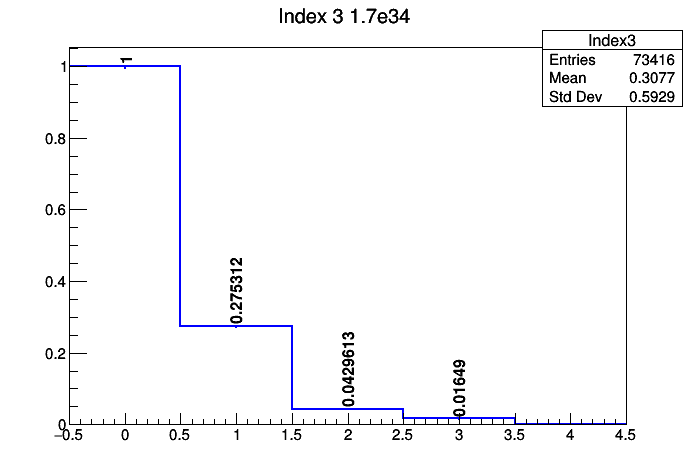 Index 3 1.7e34
Index3
Entries 73416
Mean 0.3077
Std Dev 0.5929
1
0.8
0.6
0.4
0.2
0
1
0.275312
0.0429613
0.01649
−0.5 0 0.5 1 1.5 2 2.5 3 3.5 4 4.5